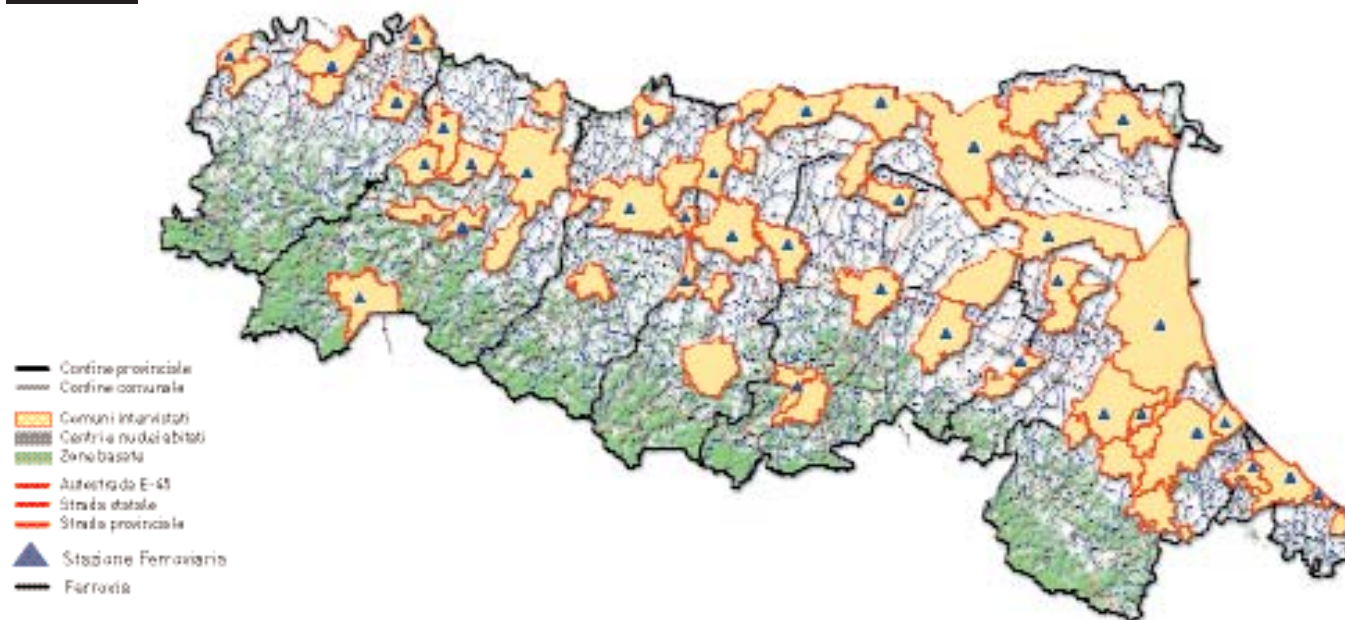 Confine provinciale
Confine comunale
Comuni intervistati
Centri e nuclei abitati
Zone boscate
Autostrada E-45
Strada statale
Strada provinciale
Stazione Ferroviaria
Ferrovia